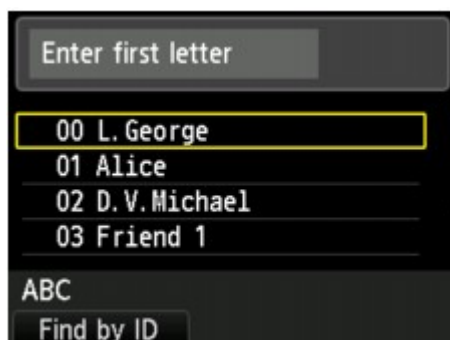 Enter first letter
00 L.George
01 Alice
02 D.V.Michael
03 Friend 1
ABC
Find by ID